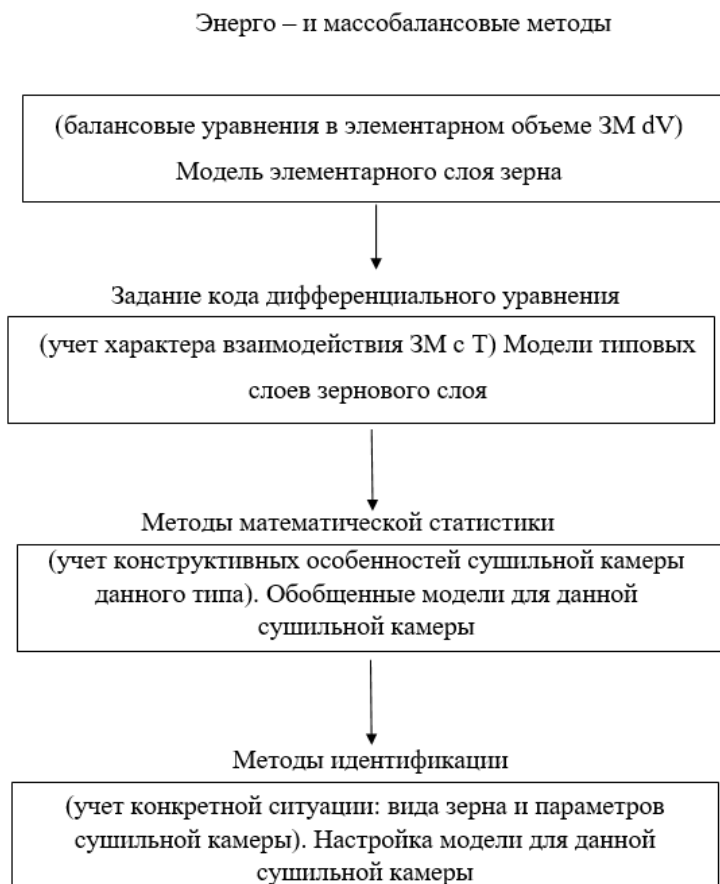 Энерго – и массобалансовые методы
(балансовые уравнения в элементарном объеме ЗМ dV)
Модель элементарного слоя зерна
Задание кода дифференциального уравнения
(учет характера взаимодействия ЗМ с Т) Модели типовых
слоев зернового слоя
Методы математической статистики
(учет конструктивных особенностей сушильной камеры
данного типа). Обобщенные модели для данной
сушильной камеры
Методы идентификации
(учет конкретной ситуации: вида зерна и параметров
сушильной камеры). Настройка модели для данной
сушильной камеры